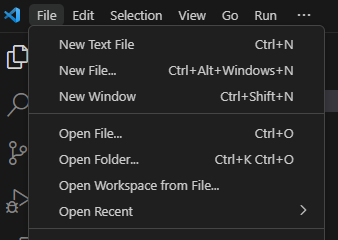 File Edit Selection View Go Run ···
New Text File Ctrl+N
New File... Ctrl+Alt+Windows+N
New Window Ctrl+Shift+N
Open File... Ctrl+O
Open Folder... Ctrl+K Ctrl+O
Open Workspace from File...
Open Recent